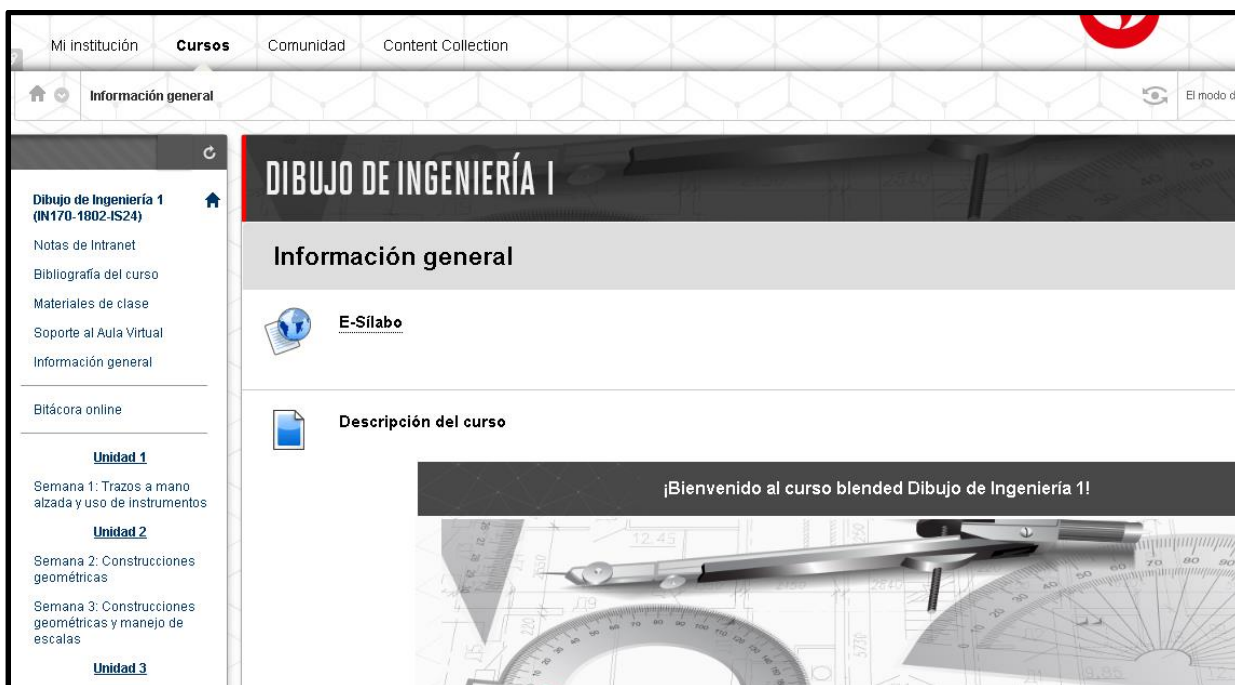 Mi institución Cursos Comunidad Content Collection
Información general
El modo d
DIBUJO DE INGENIERÍA I
Dibujo de Ingeniería 1
(IN170-1802-IS24)
Notas de Intranet
Bibliografía del curso
Materiales de clase
Soporte al Aula Virtual
Información general
Bitácora online
Unidad 1
Semana 1: Trazos a mano
alzada y uso de instrumentos
Unidad 2
Semana 2: Construcciones
geométricas
Semana 3: Construcciones
geométricas y manejo de
escalas
Unidad 3
Información general
E-Sílabo
Descripción del curso
¡Bienvenido al curso blended Dibujo de Ingeniería 1!
12.45